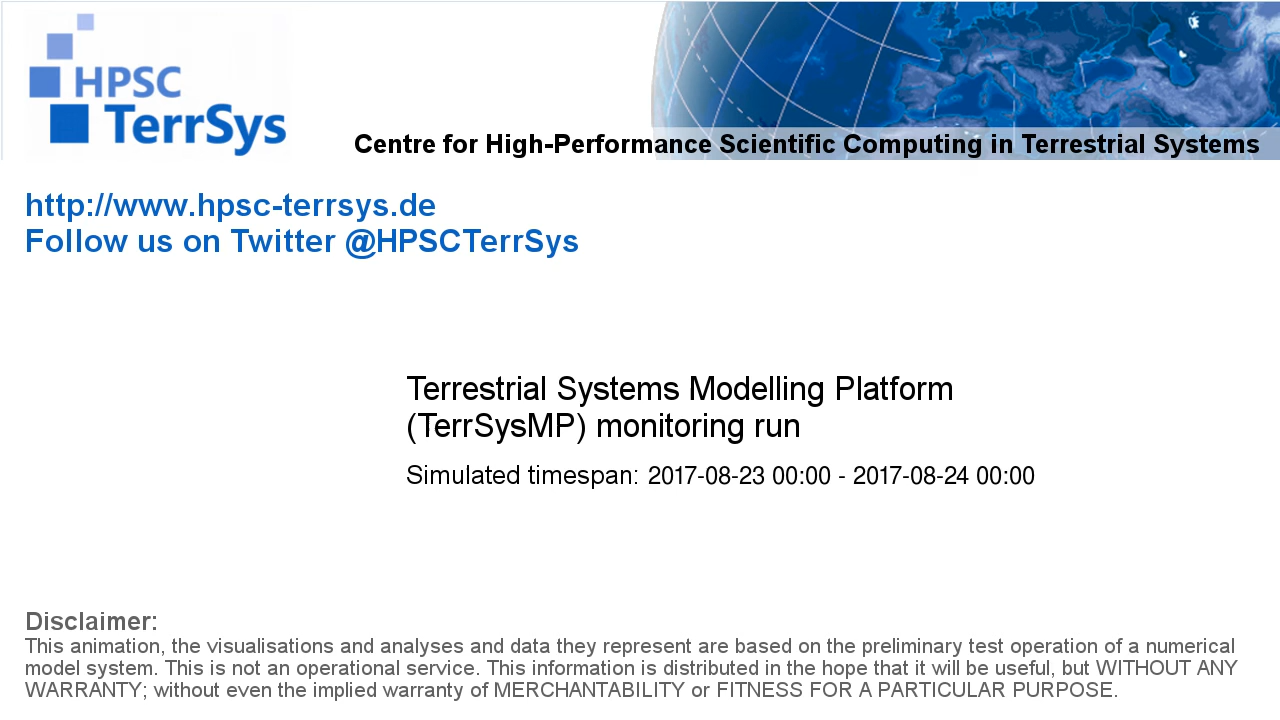 HPSC
TerrSys
Centre for High-Performance Scientific Computing in Terrestrial Systems
http://www.hpsc-terrsys.de
Follow us on Twitter @HPSCTerrSys
Terrestrial Systems Modelling Platform
(TerrSysMP) monitoring run
Simulated timespan: 2017-08-23 00:00 - 2017-08-24 00:00
Disclaimer:
This animation, the visualisations and analyses and data they represent are based on the preliminary test operation of a numerical
model system. This is not an operational service. This information is distributed in the hope that it will be useful, but WITHOUT ANY
WARRANTY; without even the implied warranty of MERCHANTABILITY or FITNESS FOR A PARTICULAR PURPOSE.